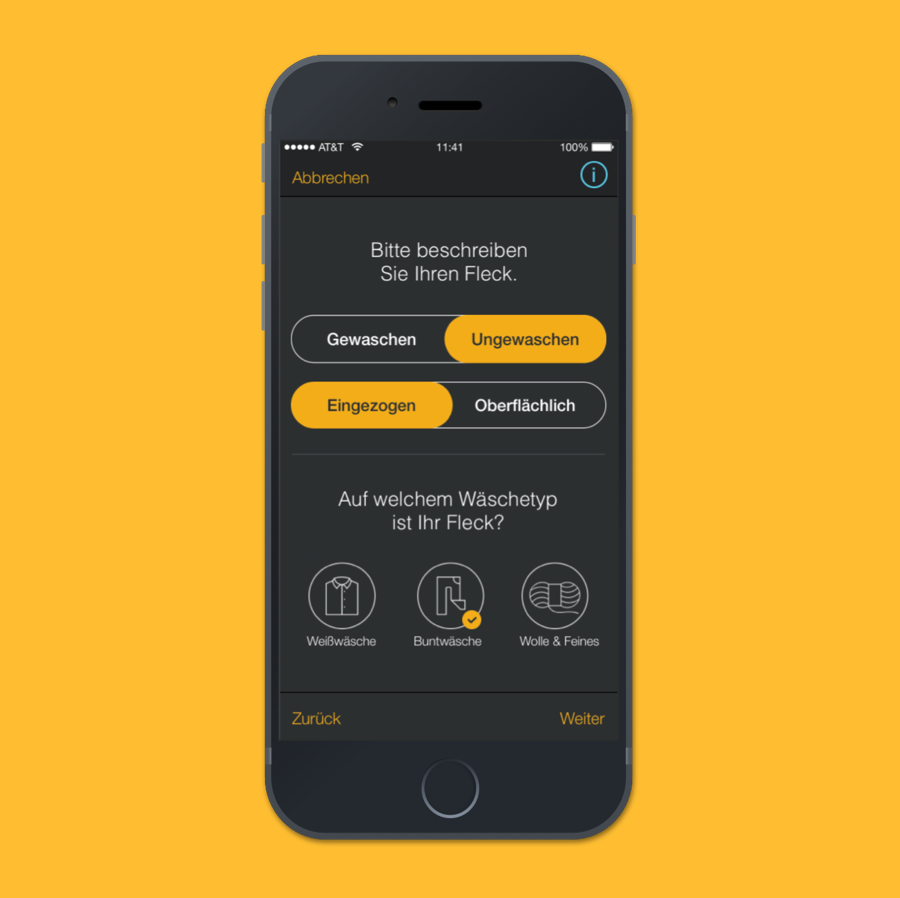 AT&T 11:41 100%
Abbrechen i
Bitte beschreiben
Sie Ihren Fleck.
Gewaschen Ungewaschen
Eingezogen Oberflächlich
Auf welchem Wäschetyp
ist Ihr Fleck?
Weißwäsche Buntwäsche Wolle & Feines
Zurück Weiter